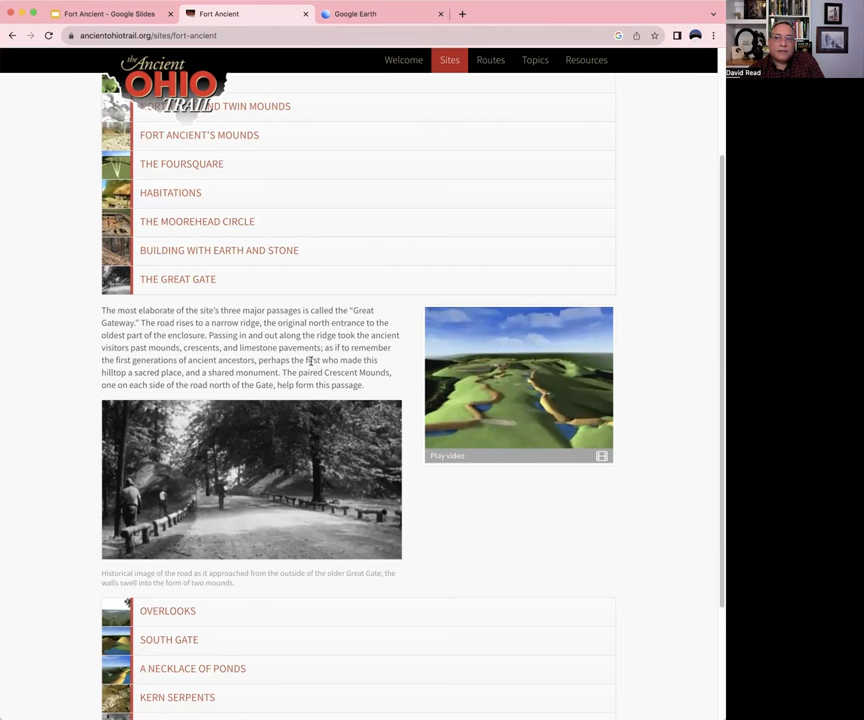 Fort Ancient - Google Slides
Fort Ancient
Google Earth
ancientohiotrail.org/sites/fort-ancient
the Ancient
OHIO
TRAIL
Welcome
Sites
Routes
Topics
Resources
David Read
AND TWIN MOUNDS
FORT ANCIENT'S MOUNDS
THE FOURSQUARE
HABITATIONS
THE MOOREHEAD CIRCLE
BUILDING WITH EARTH AND STONE
THE GREAT GATE
The most elaborate of the site's three major passages is called the "Great
Gateway." The road rises to a narrow ridge, the original north entrance to the
oldest part of the enclosure. Passing in and out along the ridge took the ancient
visitors past mounds, crescents, and limestone pavements; as if to remember
the first generations of ancient ancestors, perhaps the first who made this
hilltop a sacred place, and a shared monument. The paired Crescent Mounds,
one on each side of the road north of the Gate, help form this passage.
Play video
Historical image of the road as it approached from the outside of the older Great Gate; the
walls swell into the form of two mounds.
OVERLOOKS
SOUTH GATE
A NECKLACE OF PONDS
KERN SERPENTS